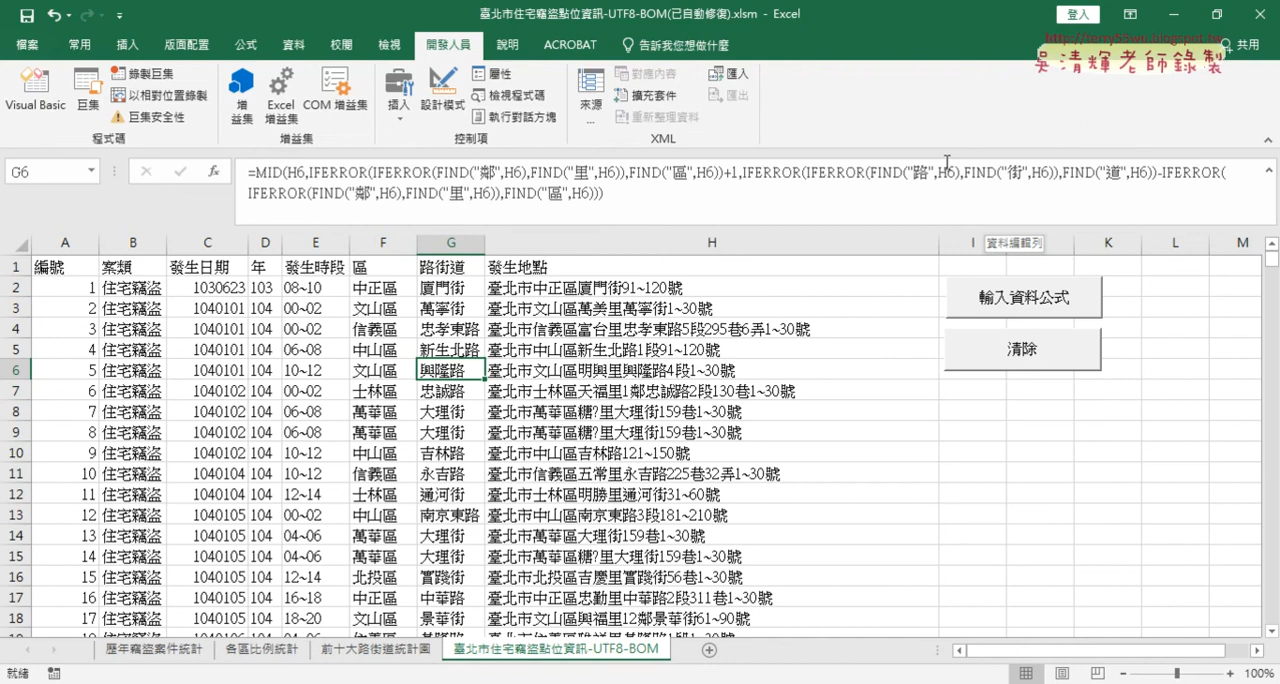 臺北市住宅竊盜點位資訊-UTF8-BOM(已自動修復).xlsm - Excel
登入
檔案 常用 插入 版面配置 公式 資料 校閱 檢視 開發人員 說明 ACROBAT 告訴我您想做什麼 共用
http://terry55wu.blogspot.tw
吳清輝老師錄製
Visual Basic 巨集 錄製巨集 以相對位置錄製 巨集安全性
增益集 Excel 增益集 COM 增益集
插入 設計模式 屬性 檢視程式碼 執行對話方塊
來源 對應內容 擴充套件 重新整理資料 匯入 匯出
程式碼 增益集 控制項 XML
G6 fx =MID(H6,IFERROR(IFERROR(FIND("鄰",H6),FIND("里",H6)),FIND("區",H6))+1,IFERROR(IFERROR(FIND("路",H6),FIND("街",H6)),FIND("道",H6))-IFERROR(
IFERROR(FIND("鄰",H6),FIND("里",H6)),FIND("區",H6)))
A B C D E F G H I K L M
資料編輯列
1 編號 案類 發生日期 年 發生時段 區 路街道 發生地點
2 1 住宅竊盜 1030623 103 08~10 中正區 廈門街 臺北市中正區廈門街91~120號
3 2 住宅竊盜 1040101 104 00~02 文山區 萬寧街 臺北市文山區萬美里萬寧街1~30號
4 3 住宅竊盜 1040101 104 00~02 信義區 忠孝東路 臺北市信義區富台里忠孝東路5段295巷6弄1~30號
5 4 住宅竊盜 1040101 104 06~08 中山區 新生北路 臺北市中山區新生北路1段91~120號
6 5 住宅竊盜 1040101 104 10~12 文山區 興隆路 臺北市文山區明興里興隆路4段1~30號
7 6 住宅竊盜 1040102 104 00~02 士林區 忠誠路 臺北市士林區天福里1鄰忠誠路2段130巷1~30號
8 7 住宅竊盜 1040102 104 06~08 萬華區 大理街 臺北市萬華區糖?里大理街159巷1~30號
9 8 住宅竊盜 1040102 104 06~08 萬華區 大理街 臺北市萬華區糖?里大理街159巷1~30號
10 9 住宅竊盜 1040102 104 10~12 中山區 吉林路 臺北市中山區吉林路121~150號
11 10 住宅竊盜 1040104 104 10~12 信義區 永吉路 臺北市信義區五常里永吉路225巷32弄1~30號
12 11 住宅竊盜 1040104 104 12~14 士林區 通河街 臺北市士林區明勝里通河街31~60號
13 12 住宅竊盜 1040105 104 00~02 中山區 南京東路 臺北市中山區南京東路3段181~210號
14 13 住宅竊盜 1040105 104 04~06 萬華區 大理街 臺北市萬華區大理街159巷1~30號
15 14 住宅竊盜 1040105 104 04~06 萬華區 大理街 臺北市萬華區糖?里大理街159巷1~30號
16 15 住宅竊盜 1040105 104 12~14 北投區 實踐街 臺北市北投區吉慶里實踐街56巷1~30號
17 16 住宅竊盜 1040105 104 16~18 中正區 中華路 臺北市中正區忠勤里中華路2段311巷1~30號
18 17 住宅竊盜 1040105 104 18~20 文山區 景華街 臺北市文山區興福里12鄰景華街61~90號
輸入資料公式
清除
歷年竊盜案件統計 各區比例統計 前十大路街道統計圖 臺北市住宅竊盜點位資訊-UTF8-BOM
就緒 100%